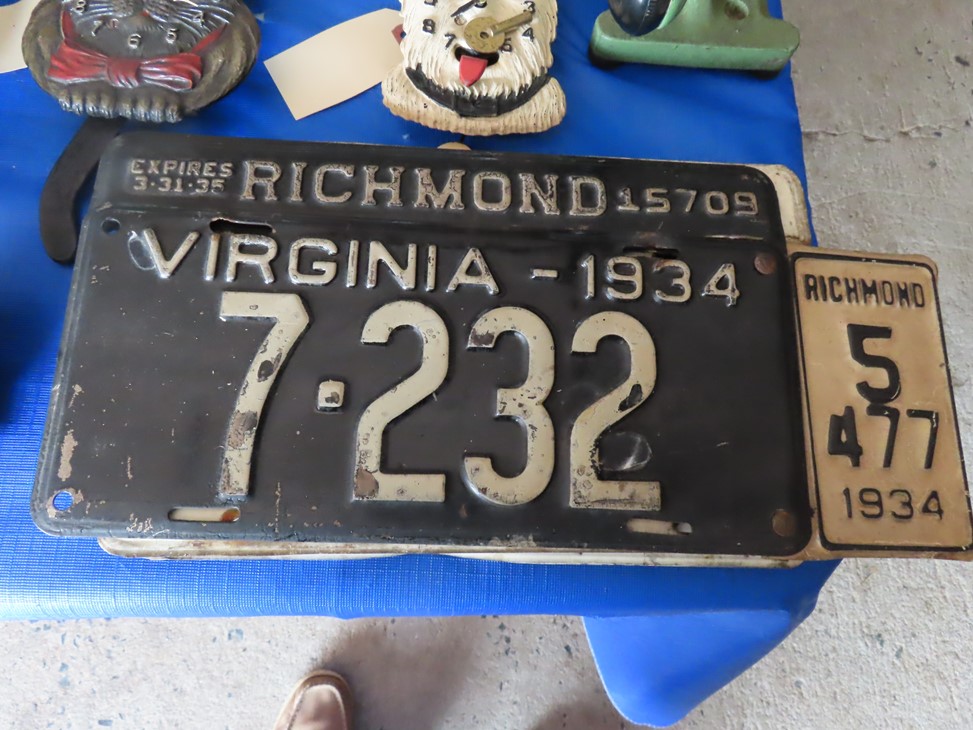 EXPIRES
3-31-35
RICHMOND 15709
VIRGINIA - 1934
7·232
RICHMOND
5
477
1934